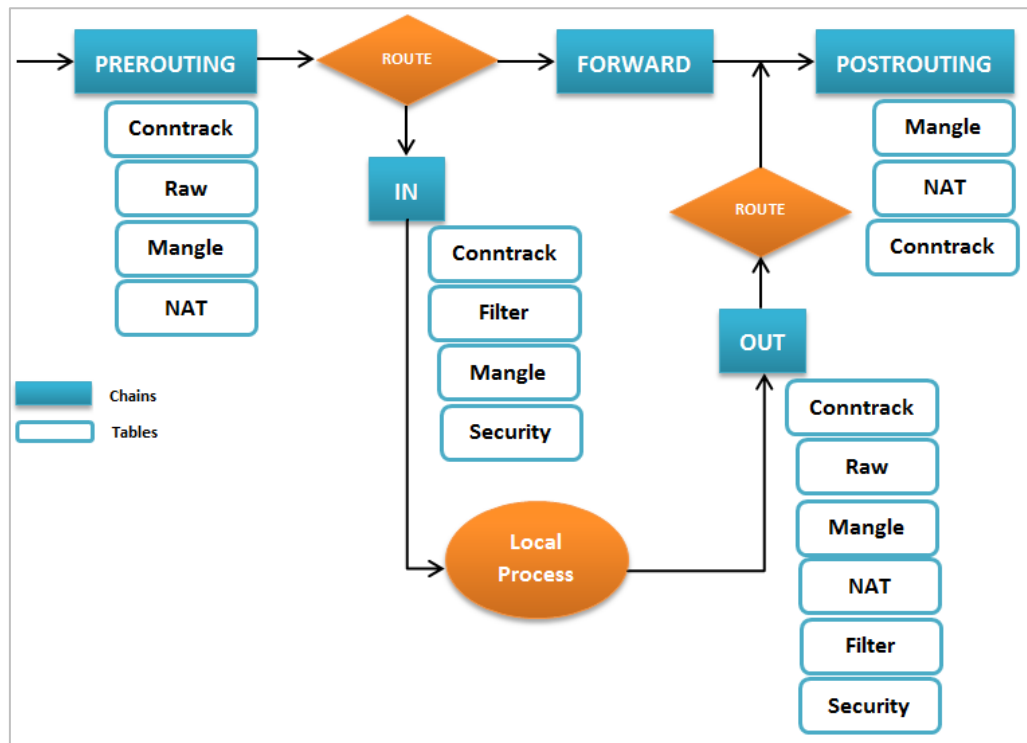 PREROUTING
ROUTE
FORWARD
POSTROUTING
Conntrack
Raw
Mangle
NAT
IN
Conntrack
Filter
Mangle
Security
Mangle
NAT
Conntrack
ROUTE
OUT
Chains
Tables
Local
Process
Conntrack
Raw
Mangle
NAT
Filter
Security